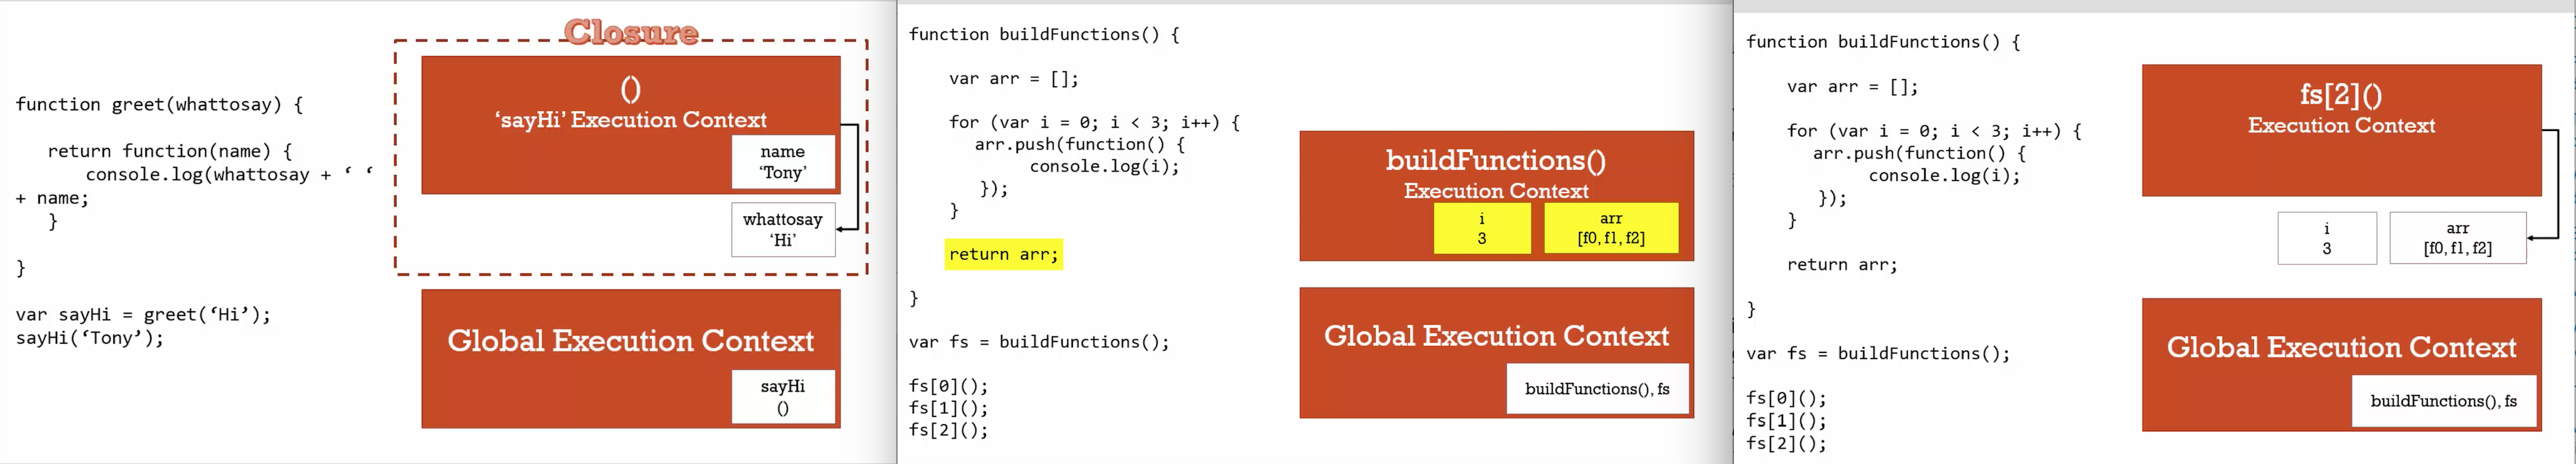 Closure
function greet(whattosay) {
return function(name) {
console.log(whattosay + ‘ ‘
+ name;
}
}
var sayHi = greet(‘Hi’);
sayHi(‘Tony’);
()
‘sayHi’ Execution Context
name
‘Tony’
whattosay
‘Hi’
Global Execution Context
sayHi
()
function buildFunctions() {
var arr = [];
for (var i = 0; i < 3; i++) {
arr.push(function() {
console.log(i);
});
}
return arr;
}
var fs = buildFunctions();
fs[0]();
fs[1]();
fs[2]();
buildFunctions()
Execution Context
i
3
arr
[f0, f1, f2]
Global Execution Context
buildFunctions(), fs
function buildFunctions() {
var arr = [];
for (var i = 0; i < 3; i++) {
arr.push(function() {
console.log(i);
});
}
return arr;
}
var fs = buildFunctions();
fs[0]();
fs[1]();
fs[2]();
fs[2]()
Execution Context
i
3
arr
[f0, f1, f2]
Global Execution Context
buildFunctions(), fs